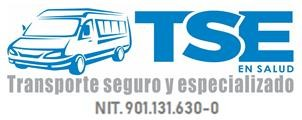 TSE
EN SALUD
Transporte seguro y especializado
NIT. 901.131.630-0